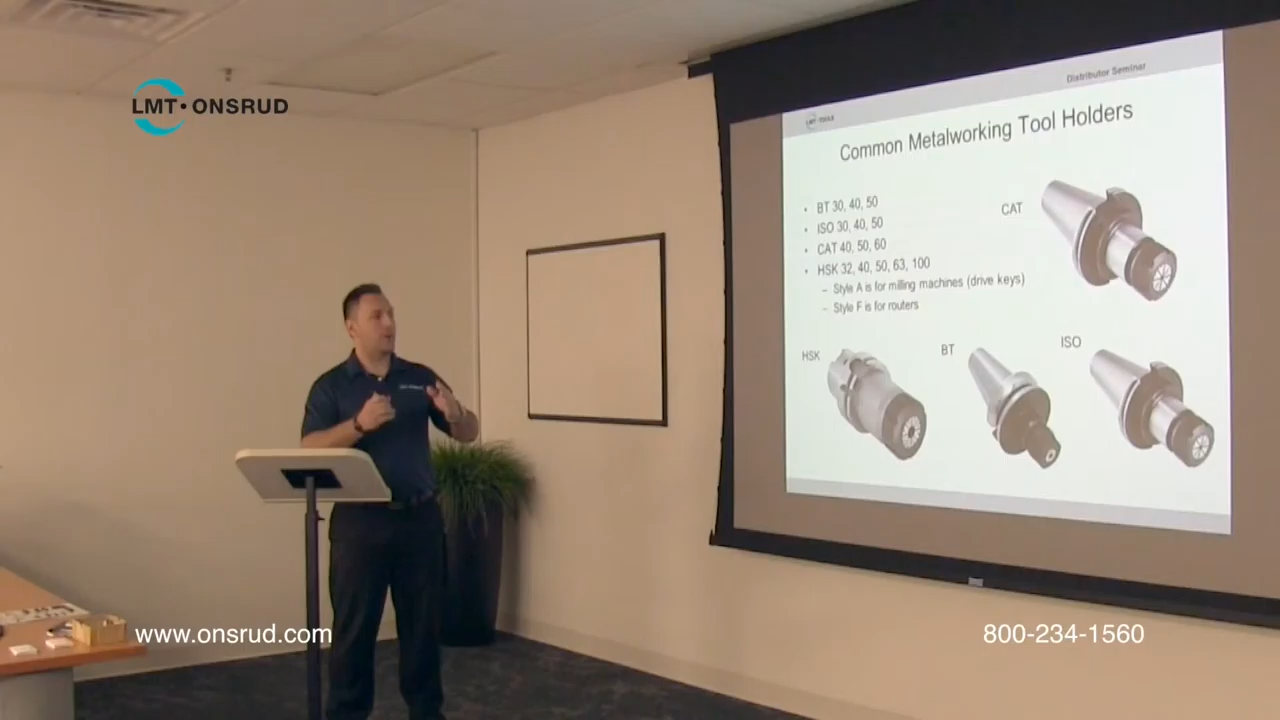 LMT • ONSRUD
Distributor Seminar
LMT • TOOLS
Common Metalworking Tool Holders
• BT 30, 40, 50
• ISO 30, 40, 50
• CAT 40, 50, 60
• HSK 32, 40, 50, 63, 100
– Style A is for milling machines (drive keys)
– Style F is for routers
CAT
HSK
BT
ISO
www.onsrud.com
800-234-1560